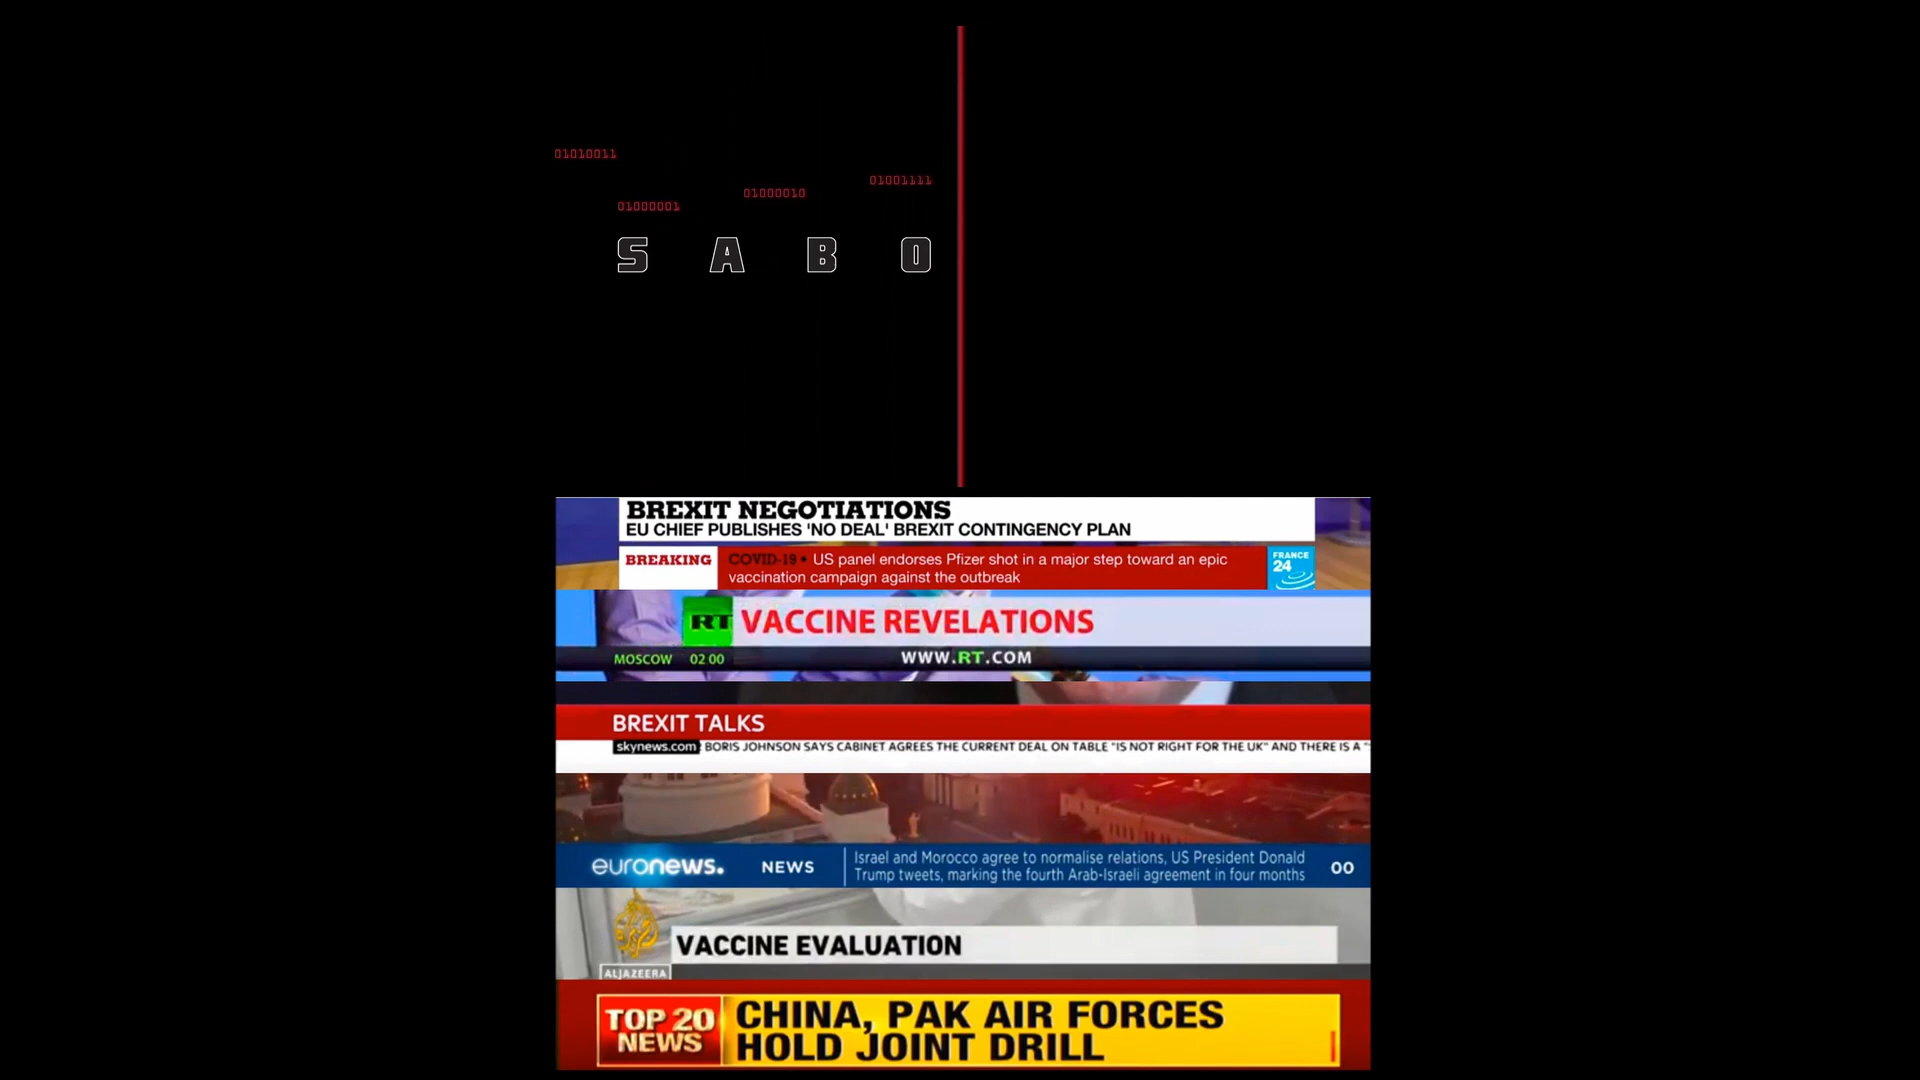 01010011
01001111
01000010
01000001
S A B O
BREXIT NEGOTIATIONS
EU CHIEF PUBLISHES 'NO DEAL' BREXIT CONTINGENCY PLAN
BREAKING
COVID-19 • US panel endorses Pfizer shot in a major step toward an epic
vaccination campaign against the outbreak
FRANCE
24
RT VACCINE REVELATIONS
MOSCOW 02 00
WWW.RT.COM
BREXIT TALKS
skynews.com BORIS JOHNSON SAYS CABINET AGREES THE CURRENT DEAL ON TABLE "IS NOT RIGHT FOR THE UK" AND THERE IS A "
euronews. NEWS
Israel and Morocco agree to normalise relations, US President Donald
Trump tweets, marking the fourth Arab-Israeli agreement in four months
00
VACCINE EVALUATION
ALJAZEERA
TOP 20
NEWS
CHINA, PAK AIR FORCES
HOLD JOINT DRILL